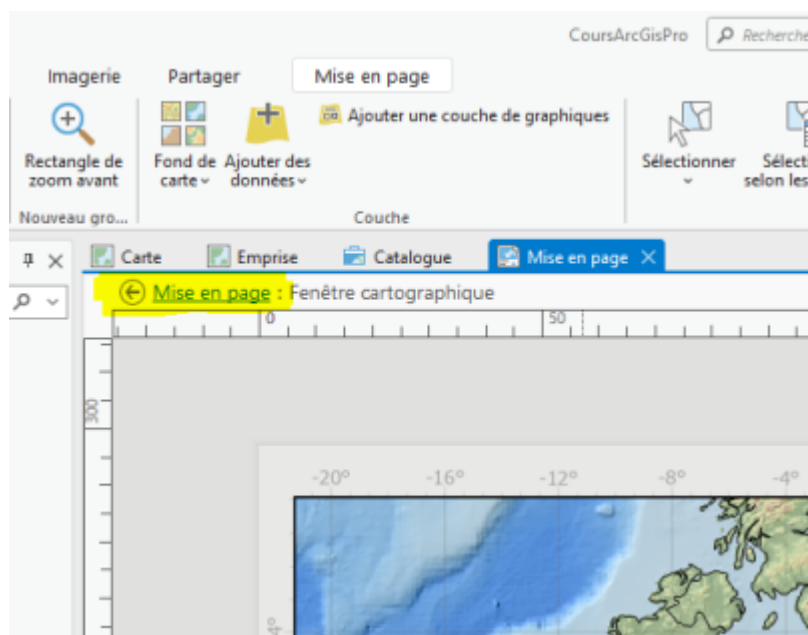 CoursArcGisPro Recherche
Imagerie Partager Mise en page
Ajouter une couche de graphiques
Rectangle de zoom avant
Fond de carte
Ajouter des données
Sélectionner
Sélecti
selon les
Nouveau gro... Couche
Carte Emprise Catalogue Mise en page
Mise en page : Fenêtre cartographique
0 50
300
-20° -16° -12° -8° -4°
4°